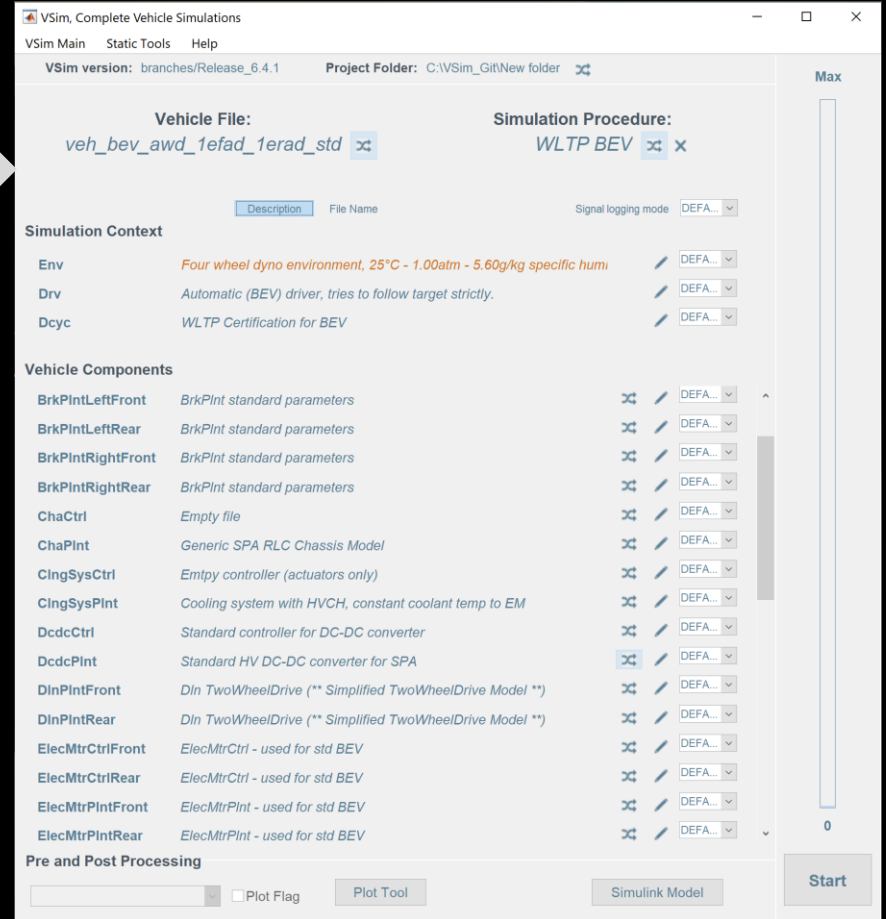 VSim, Complete Vehicle Simulations
VSim Main Static Tools Help
VSim version: branches/Release_6.4.1 Project Folder: C:\VSim_Git\New folder
Max
Vehicle File: Simulation Procedure:
veh_bev_awd_1efad_1erad_std WLTP BEV
Description File Name Signal logging mode DEFA...
Simulation Context
Env Four wheel dyno environment, 25°C - 1.00atm - 5.60g/kg specific humi DEFA...
Drv Automatic (BEV) driver, tries to follow target strictly. DEFA...
Dcyc WLTP Certification for BEV DEFA...
Vehicle Components
BrkPlntLeftFront BrkPlnt standard parameters DEFA...
BrkPlntLeftRear BrkPlnt standard parameters DEFA...
BrkPlntRightFront BrkPlnt standard parameters DEFA...
BrkPlntRightRear BrkPlnt standard parameters DEFA...
ChaCtrl Empty file DEFA...
ChaPlnt Generic SPA RLC Chassis Model DEFA...
ClngSysCtrl Emtpy controller (actuators only) DEFA...
ClngSysPlnt Cooling system with HVCH, constant coolant temp to EM DEFA...
DcdcCtrl Standard controller for DC-DC converter DEFA...
DcdcPlnt Standard HV DC-DC converter for SPA DEFA...
DlnPlntFront Dln TwoWheelDrive (** Simplified TwoWheelDrive Model **) DEFA...
DlnPlntRear Dln TwoWheelDrive (** Simplified TwoWheelDrive Model **) DEFA...
ElecMtrCtrlFront ElecMtrCtrl - used for std BEV DEFA...
ElecMtrCtrlRear ElecMtrCtrl - used for std BEV DEFA...
ElecMtrPlntFront ElecMtrPlnt - used for std BEV DEFA...
ElecMtrPlntRear ElecMtrPlnt - used for std BEV DEFA...
0
Pre and Post Processing
Plot Flag Plot Tool Simulink Model Start